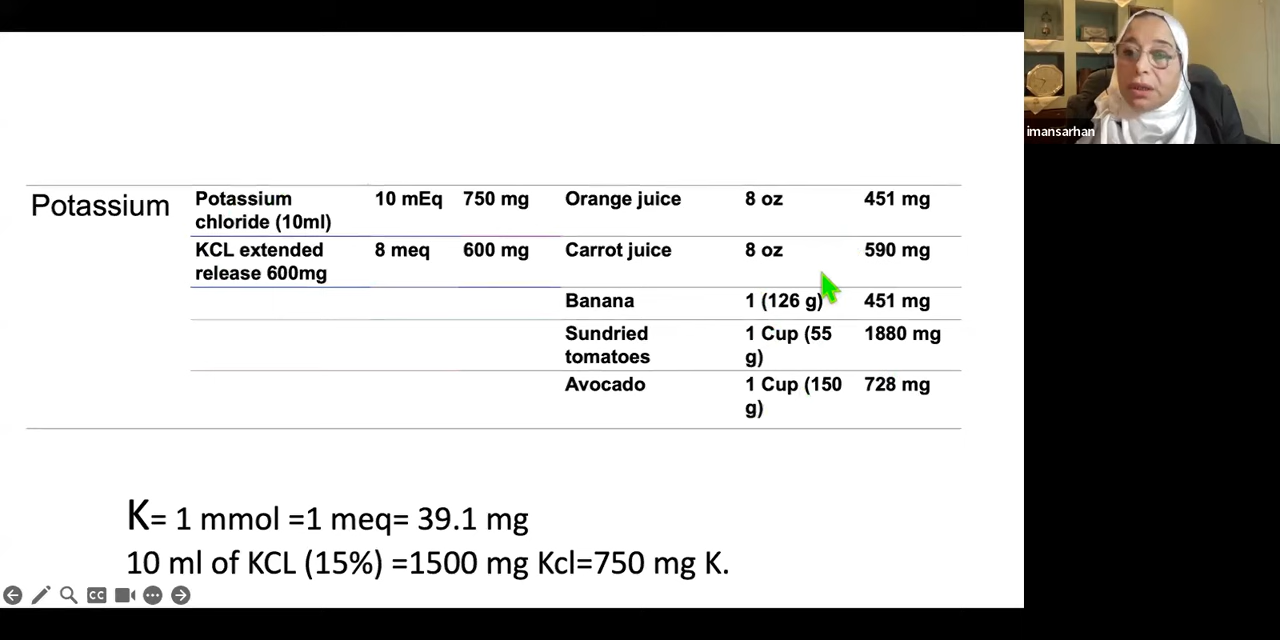 imansarhan
Potassium
Potassium 10 mEq 750 mg Orange juice 8 oz 451 mg
chloride (10ml)
KCL extended 8 meq 600 mg Carrot juice 8 oz 590 mg
release 600mg
Banana 1 (126 g) 451 mg
Sundried 1 Cup (55 1880 mg
tomatoes g)
Avocado 1 Cup (150 728 mg
g)
K= 1 mmol =1 meq= 39.1 mg
10 ml of KCL (15%) =1500 mg Kcl=750 mg K.
CC